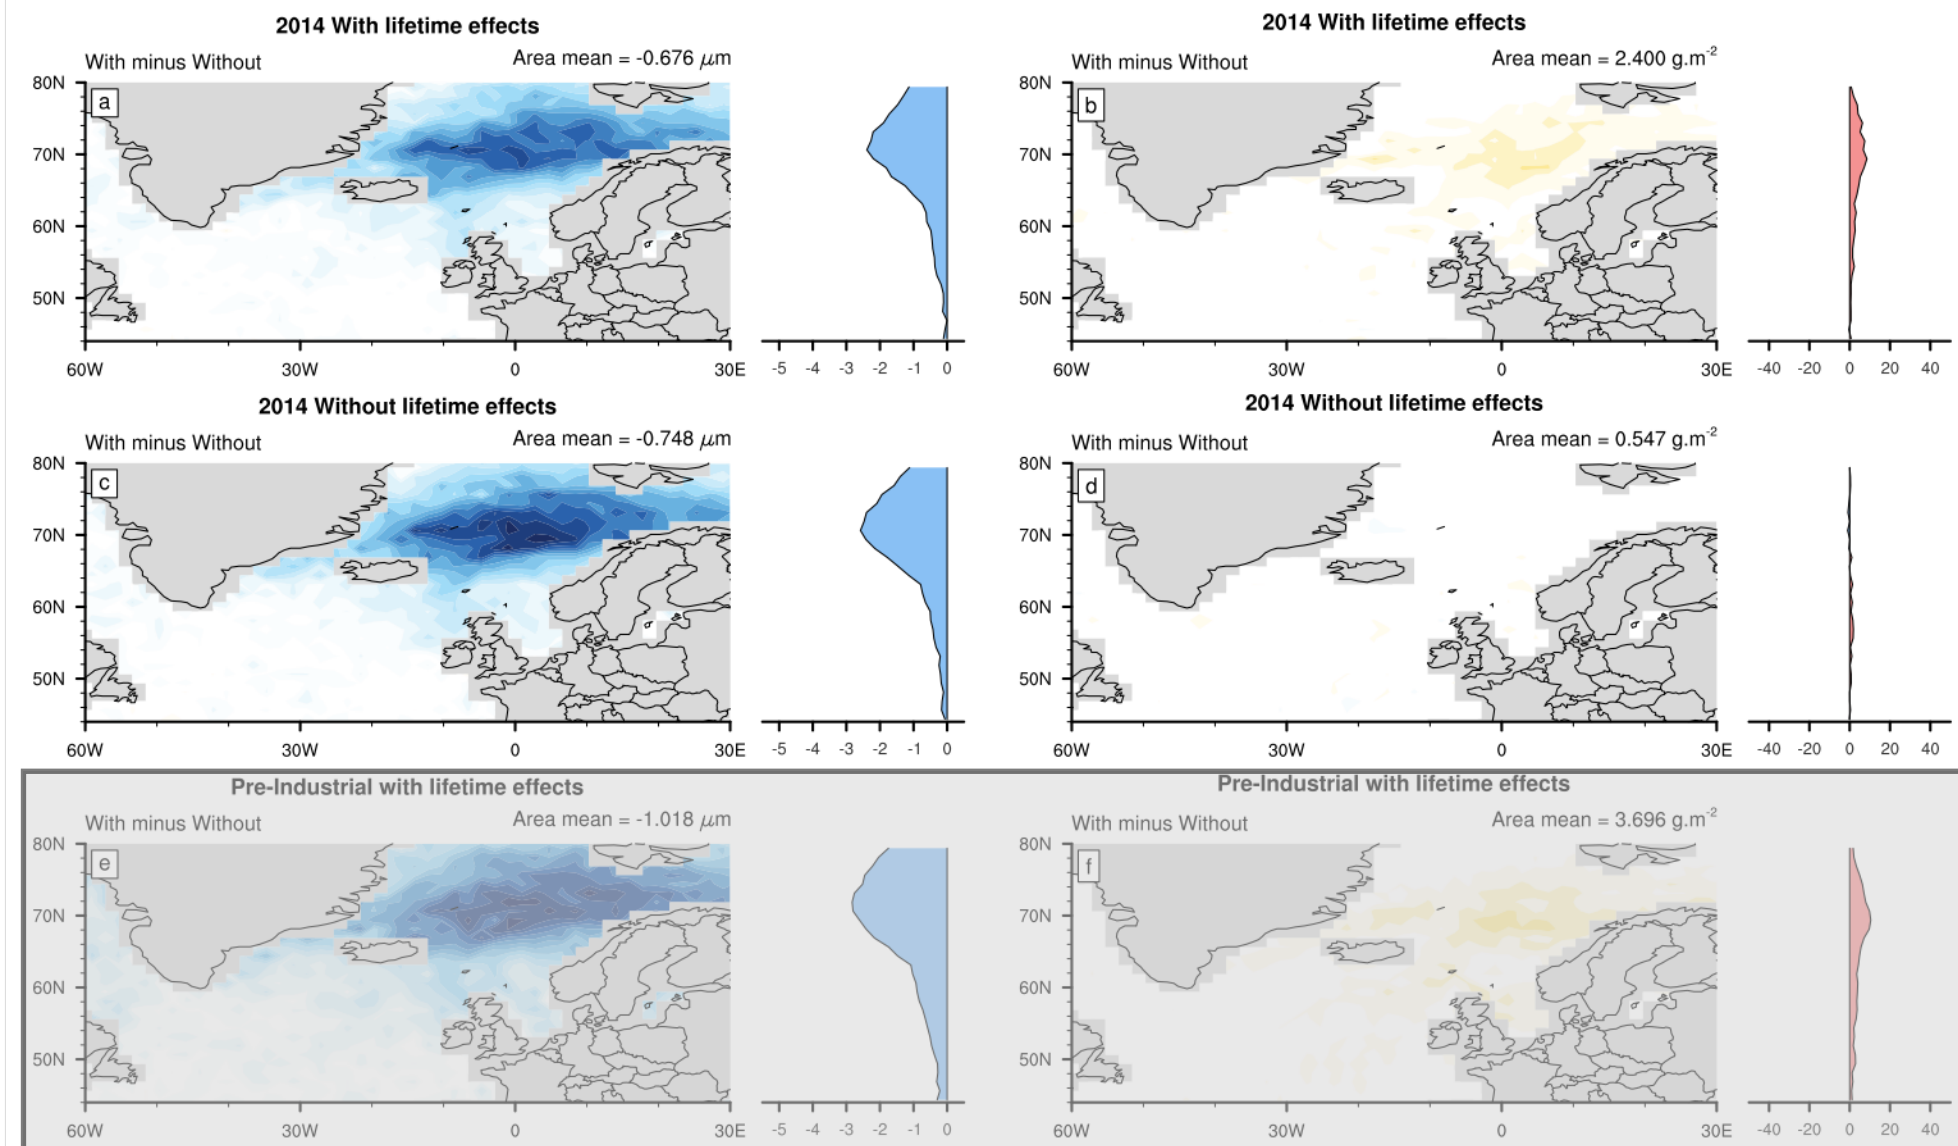 2014 With lifetime effects
With minus Without Area mean = -0.676 μm
a
80N
70N
60N
50N
60W 30W 0 30E
-5 -4 -3 -2 -1 0
2014 With lifetime effects
With minus Without Area mean = 2.400 g.m-2
b
80N
70N
60N
50N
60W 30W 0 30E
-40 -20 0 20 40
2014 Without lifetime effects
With minus Without Area mean = -0.748 μm
c
80N
70N
60N
50N
60W 30W 0 30E
-5 -4 -3 -2 -1 0
2014 Without lifetime effects
With minus Without Area mean = 0.547 g.m-2
d
80N
70N
60N
50N
60W 30W 0 30E
-40 -20 0 20 40
Pre-Industrial with lifetime effects
With minus Without Area mean = -1.018 μm
e
80N
70N
60N
50N
60W 30W 0 30E
-5 -4 -3 -2 -1 0
Pre-Industrial with lifetime effects
With minus Without Area mean = 3.696 g.m-2
f
80N
70N
60N
50N
60W 30W 0 30E
-40 -20 0 20 40